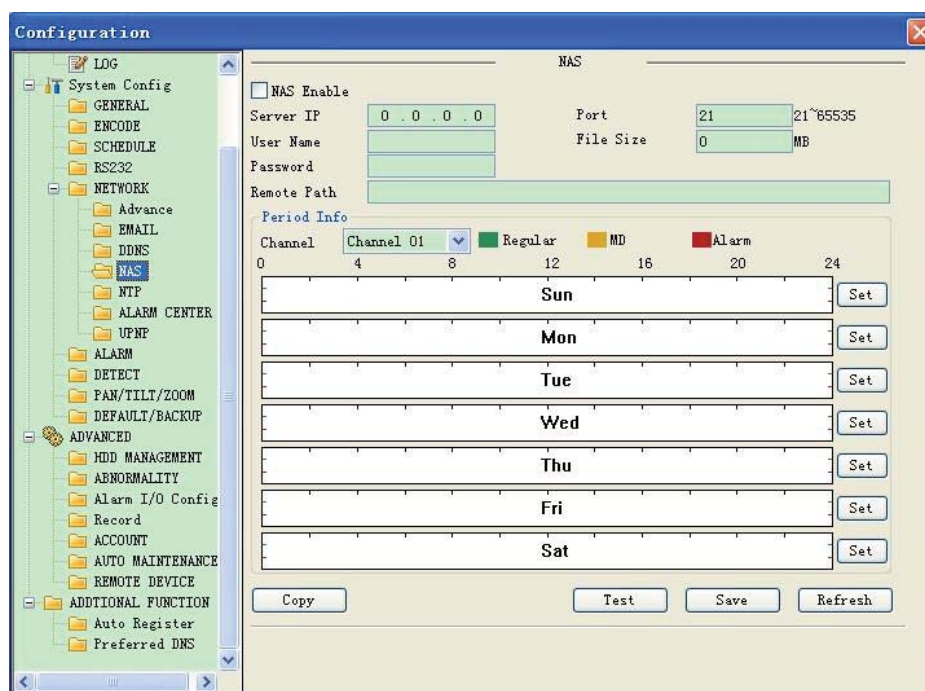 Configuration
LOG
System Config
GENERAL
ENCODE
SCHEDULE
RS232
NETWORK
Advance
EMAIL
DDNS
NAS
NTP
ALARM CENTER
UPNP
ALARM
DETECT
PAN/TILT/ZOOM
DEFAULT/BACKUP
ADVANCED
HDD MANAGEMENT
ABNORMALITY
Alarm I/O Config
Record
ACCOUNT
AUTO MAINTENANCE
REMOTE DEVICE
ADDTIONAL FUNCTION
Auto Register
Preferred DNS
NAS
NAS Enable
Server IP 0 . 0 . 0 . 0 Port 21 21~65535
User Name File Size 0 MB
Password
Remote Path
Period Info
Channel Channel 01 Regular MD Alarm
0 4 8 12 16 20 24
Sun Set
Mon Set
Tue Set
Wed Set
Thu Set
Fri Set
Sat Set
Copy Test Save Refresh